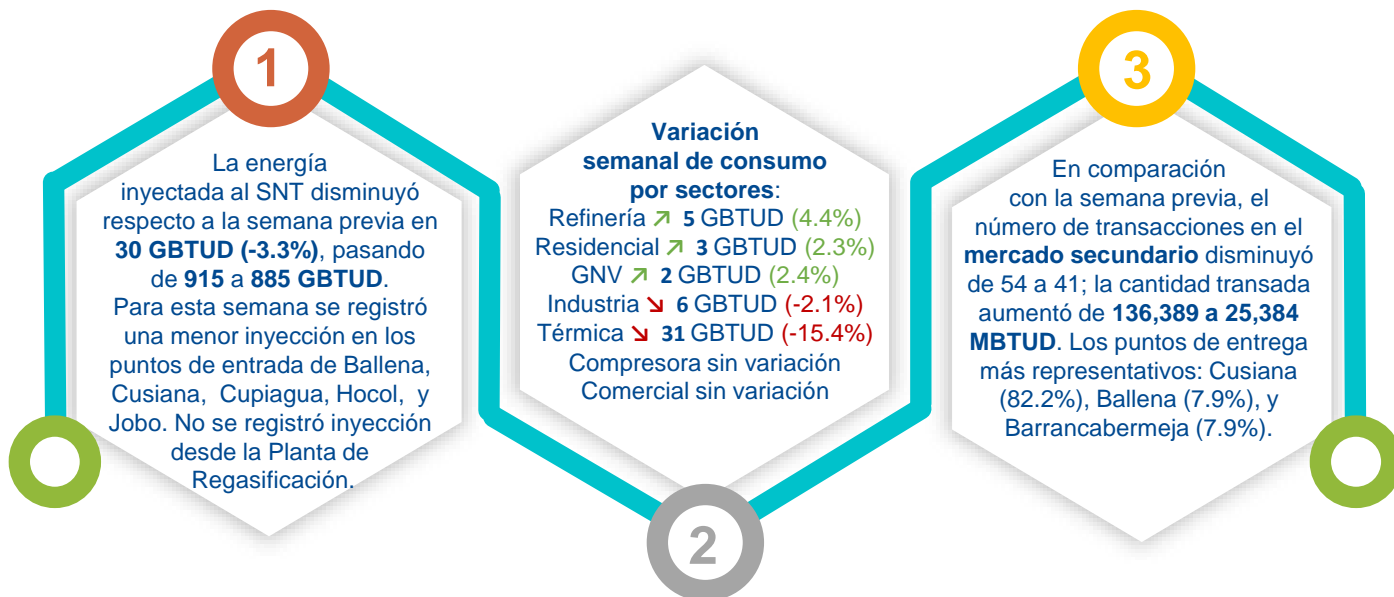 1
La energía
inyectada al SNT disminuyó
respecto a la semana previa en
30 GBTUD (-3.3%), pasando
de 915 a 885 GBTUD.
Para esta semana se registró
una menor inyección en los
puntos de entrada de Ballena,
Cusiana, Cupiagua, Hocol, y
Jobo. No se registró inyección
desde la Planta de
Regasificación.
Variación
semanal de consumo
por sectores:
Refinería ↗ 5 GBTUD (4.4%)
Residencial ↗ 3 GBTUD (2.3%)
GNV ↗ 2 GBTUD (2.4%)
Industria ↘ 6 GBTUD (-2.1%)
Térmica ↘ 31 GBTUD (-15.4%)
Compresora sin variación
Comercial sin variación
2
3
En comparación
con la semana previa, el
número de transacciones en el
mercado secundario disminuyó
de 54 a 41; la cantidad transada
aumentó de 136,389 a 25,384
MBTUD. Los puntos de entrega
más representativos: Cusiana
(82.2%), Ballena (7.9%), y
Barrancabermeja (7.9%).